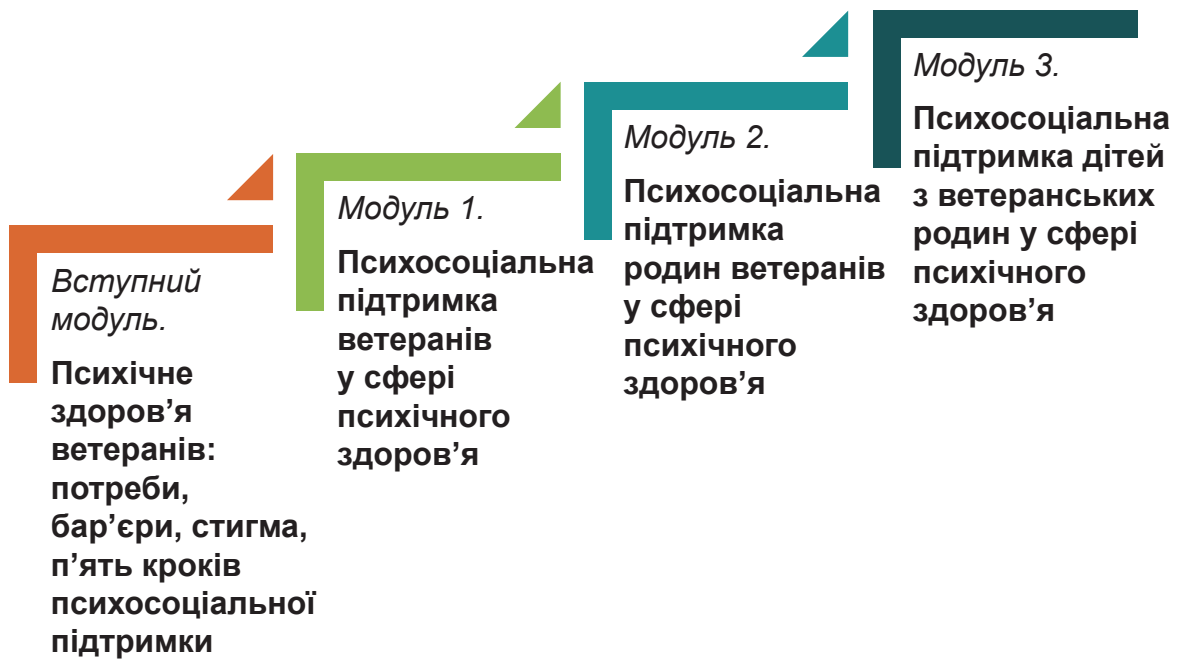 Вступний
модуль.
Психічне
здоров’я
ветеранів:
потреби,
бар’єри, стигма,
п’ять кроків
психосоціальної
підтримки
Модуль 1.
Психосоціальна
підтримка
ветеранів
у сфері
психічного
здоров’я
Модуль 2.
Психосоціальна
підтримка
родин ветеранів
у сфері
психічного
здоров’я
Модуль 3.
Психосоціальна
підтримка дітей
з ветеранських
родин у сфері
психічного
здоров’я